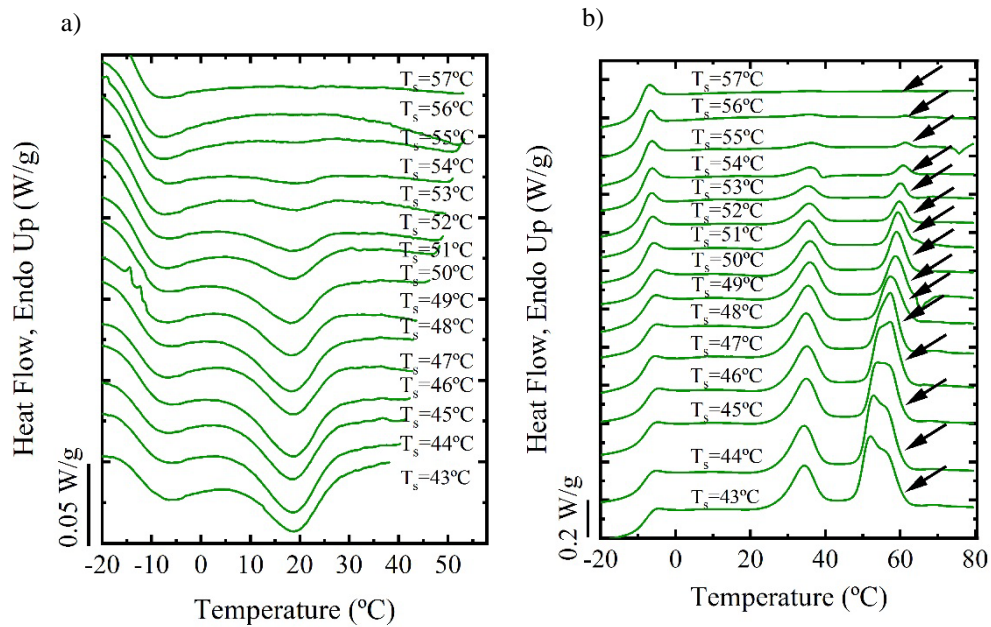 a)
Heat Flow, Endo Up (W/g)
0.05 W/g
Tₛ=57ºC
Tₛ=56ºC
Tₛ=55ºC
Tₛ=54ºC
Tₛ=53ºC
Tₛ=52ºC
Tₛ=51ºC
Tₛ=50ºC
Tₛ=49ºC
Tₛ=48ºC
Tₛ=47ºC
Tₛ=46ºC
Tₛ=45ºC
Tₛ=44ºC
Tₛ=43ºC
-20 -10 0 10 20 30 40 50
Temperature (ºC)
b)
Heat Flow, Endo Up (W/g)
0.2 W/g
Tₛ=57ºC
Tₛ=56ºC
Tₛ=55ºC
Tₛ=54ºC
Tₛ=53ºC
Tₛ=52ºC
Tₛ=51ºC
Tₛ=50ºC
Tₛ=49ºC
Tₛ=48ºC
Tₛ=47ºC
Tₛ=46ºC
Tₛ=45ºC
Tₛ=44ºC
Tₛ=43ºC
-20 0 20 40 60 80
Temperature (ºC)